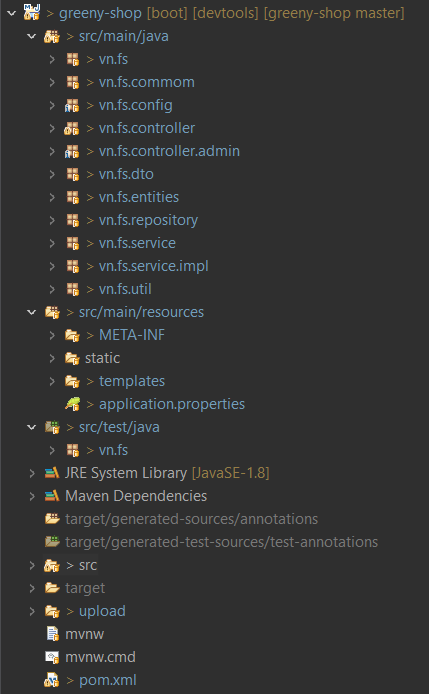 > greeny-shop [boot] [devtools] [greeny-shop master]
> src/main/java
> vn.fs
> vn.fs.commom
> vn.fs.config
> vn.fs.controller
> vn.fs.controller.admin
> vn.fs.dto
> vn.fs.entities
> vn.fs.repository
> vn.fs.service
> vn.fs.service.impl
> vn.fs.util
> src/main/resources
> META-INF
static
> templates
> application.properties
> src/test/java
> vn.fs
JRE System Library [JavaSE-1.8]
Maven Dependencies
target/generated-sources/annotations
target/generated-test-sources/test-annotations
> src
target
> upload
mvnw
mvnw.cmd
> pom.xml